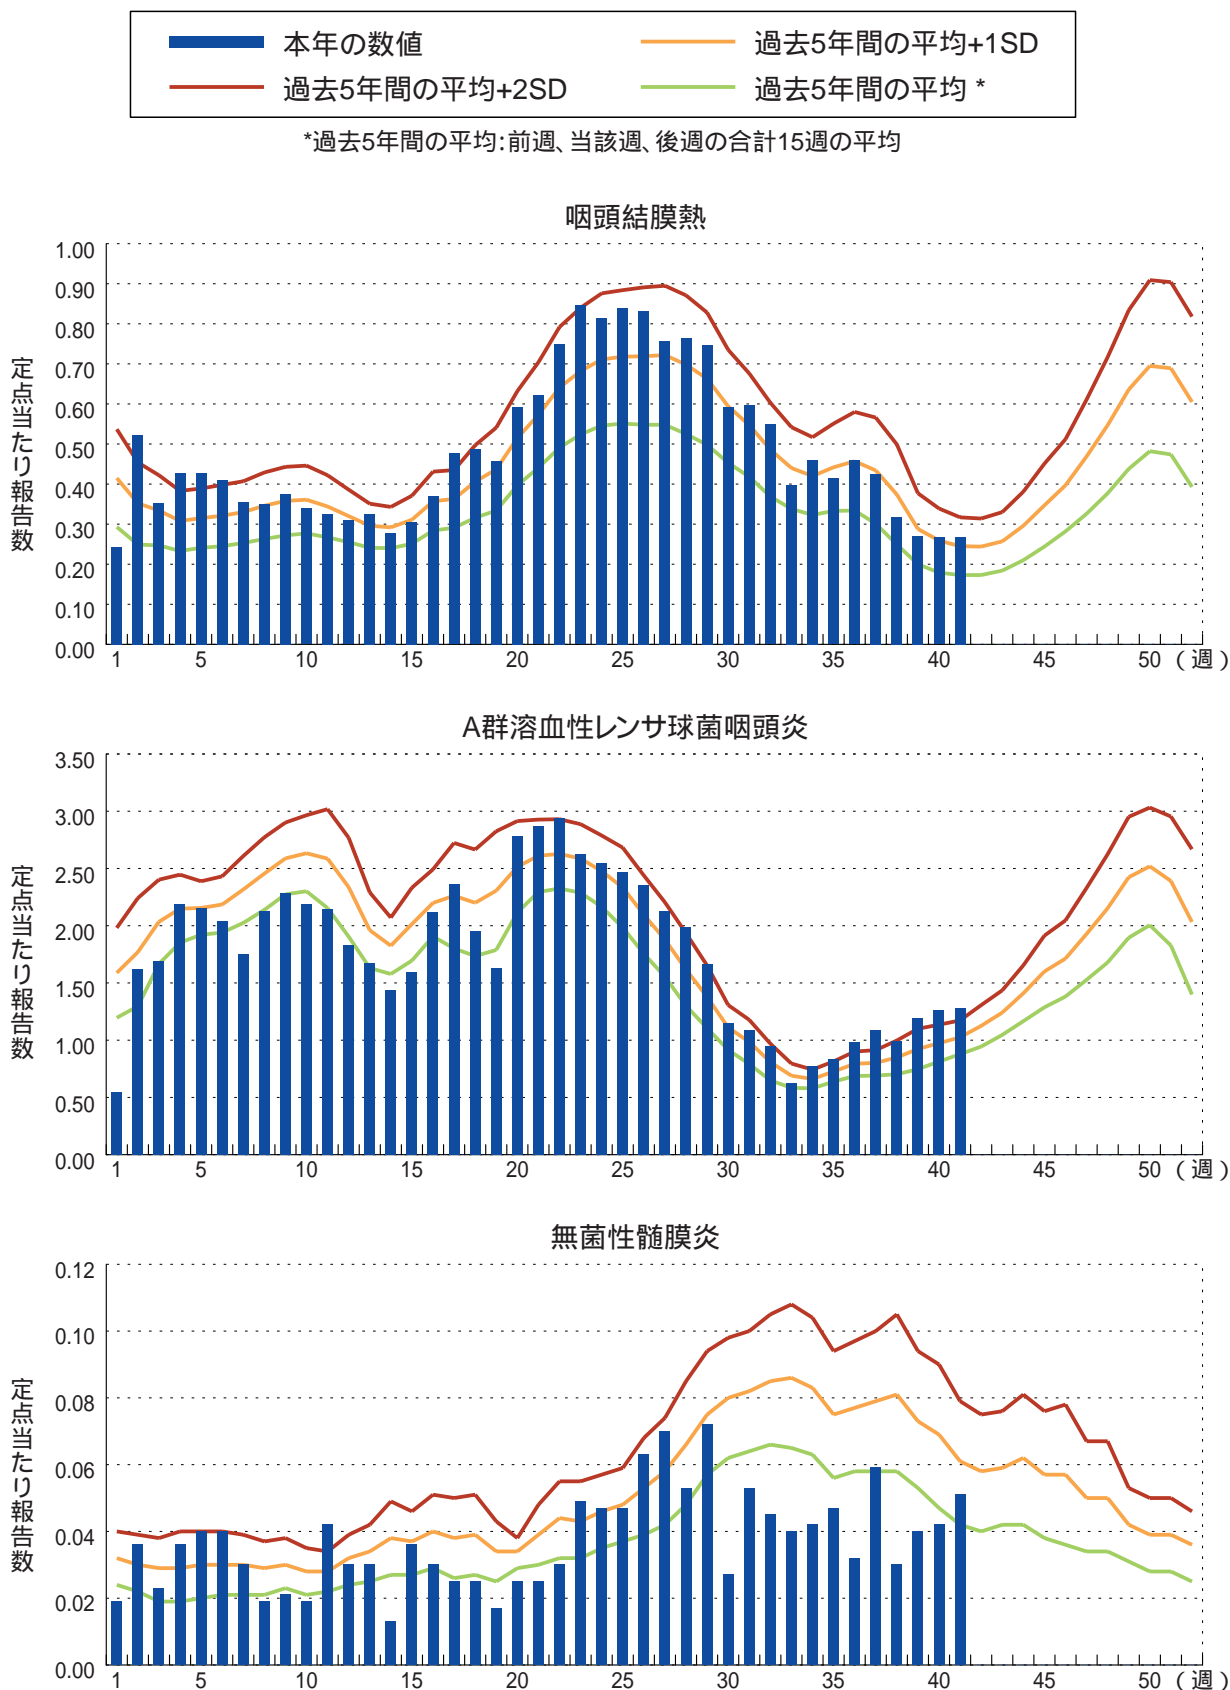 本年の数値
過去5年間の平均+1SD
過去5年間の平均+2SD
過去5年間の平均 *
*過去5年間の平均:前週、当該週、後週の合計15週の平均
咽頭結膜熱
定点当たり報告数
1.00
0.90
0.80
0.70
0.60
0.50
0.40
0.30
0.20
0.10
0.00
1 5 10 15 20 25 30 35 40 45 50 (週)
A群溶血性レンサ球菌咽頭炎
定点当たり報告数
3.50
3.00
2.50
2.00
1.50
1.00
0.50
0.00
1 5 10 15 20 25 30 35 40 45 50 (週)
無菌性髄膜炎
定点当たり報告数
0.12
0.10
0.08
0.06
0.04
0.02
0.00
1 5 10 15 20 25 30 35 40 45 50 (週)